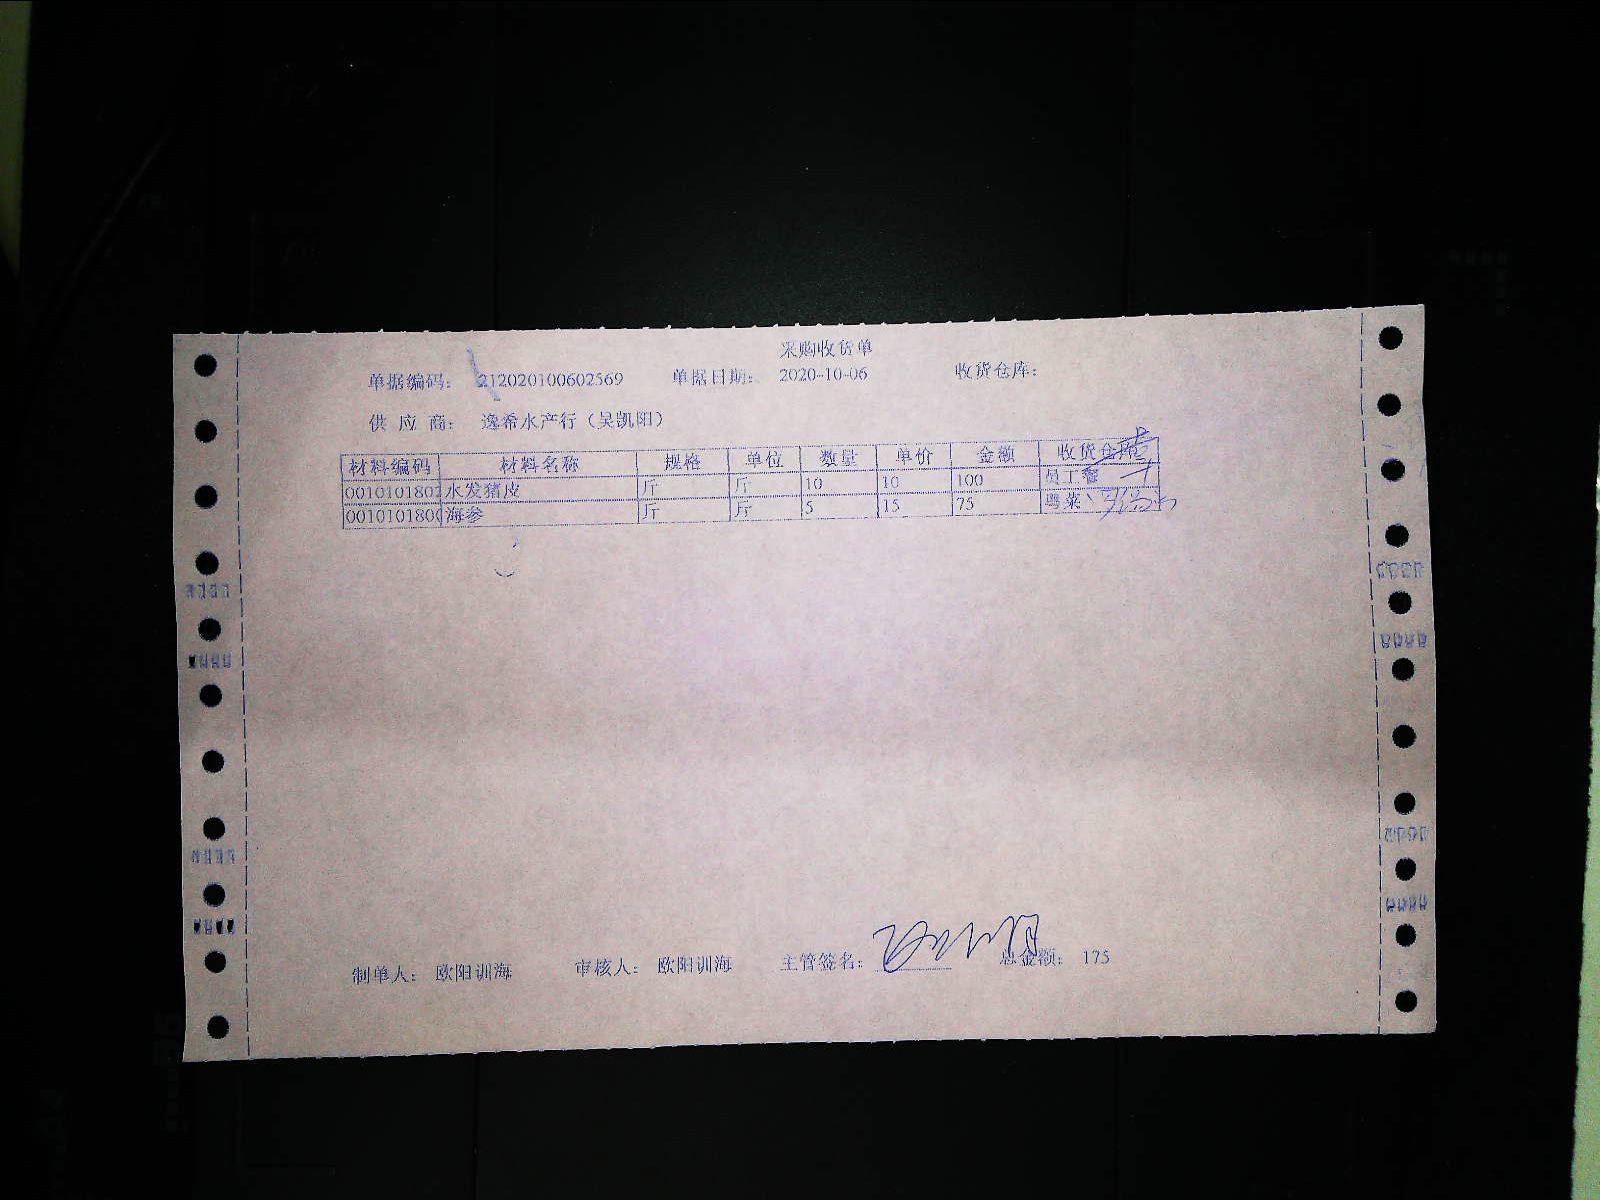 采购收货单
单据编码: 212020100602569 单据日期: 2020-10-06 收货仓库:
供应商: 逸希水产行（吴凯阳）
材料编码 材料名称 规格 单位 数量 单价 金额 收货仓库
0010101802 水发猪皮 斤 斤 10 10 100 员工餐
0010101800 海参 斤 斤 5 15 75 粤菜
制单人: 欧阳训海 审核人: 欧阳训海 主管签名: 总金额: 175